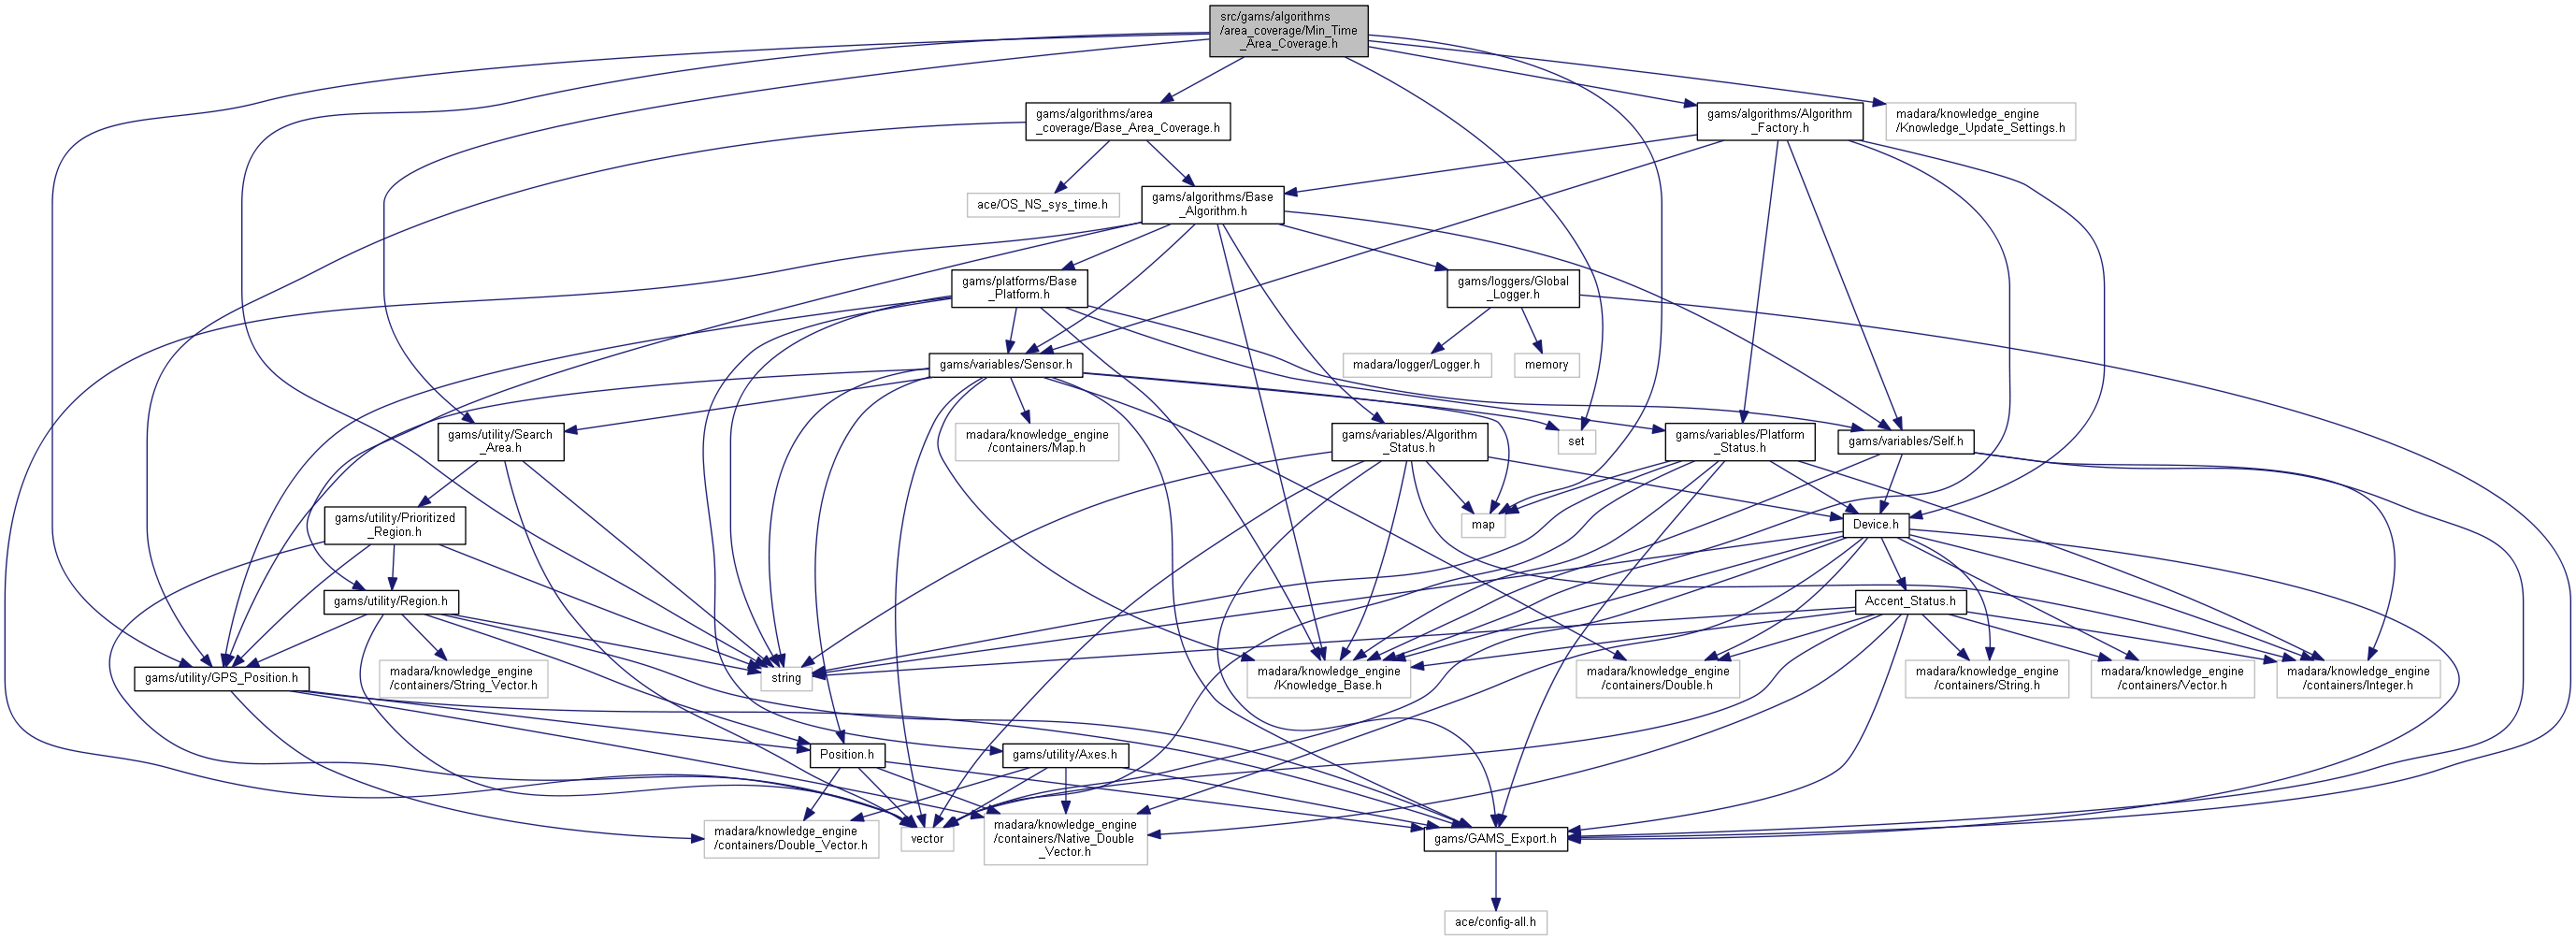 src/gams/algorithms
/area_coverage/Min_Time
_Area_Coverage.h
gams/algorithms/area
_coverage/Base_Area_Coverage.h
gams/algorithms/Algorithm
_Factory.h
madara/knowledge_engine
/Knowledge_Update_Settings.h
ace/OS_NS_sys_time.h
gams/algorithms/Base
_Algorithm.h
gams/platforms/Base
_Platform.h
gams/loggers/Global
_Logger.h
gams/variables/Sensor.h
madara/logger/Logger.h
memory
gams/utility/Search
_Area.h
madara/knowledge_engine
/containers/Map.h
gams/variables/Algorithm
_Status.h
set
gams/variables/Platform
_Status.h
gams/variables/Self.h
gams/utility/Prioritized
_Region.h
map
Device.h
gams/utility/Region.h
Accent_Status.h
gams/utility/GPS_Position.h
madara/knowledge_engine
/containers/String_Vector.h
string
madara/knowledge_engine
/Knowledge_Base.h
madara/knowledge_engine
/containers/Double.h
madara/knowledge_engine
/containers/String.h
madara/knowledge_engine
/containers/Vector.h
madara/knowledge_engine
/containers/Integer.h
Position.h
gams/utility/Axes.h
madara/knowledge_engine
/containers/Double_Vector.h
vector
madara/knowledge_engine
/containers/Native_Double
_Vector.h
gams/GAMS_Export.h
ace/config-all.h